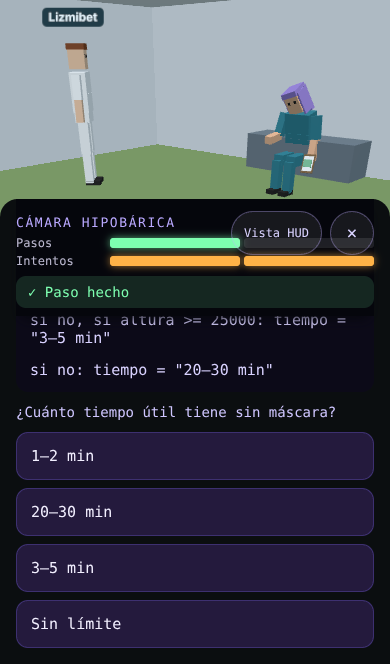 Lizmibet
CÁMARA HIPOBÁRICA
Vista HUD
×
Pasos
Intentos
✓ Paso hecho
si no, si altura >= 25000: tiempo =
"3–5 min"
si no: tiempo = "20–30 min"
¿Cuánto tiempo útil tiene sin máscara?
1–2 min
20–30 min
3–5 min
Sin límite